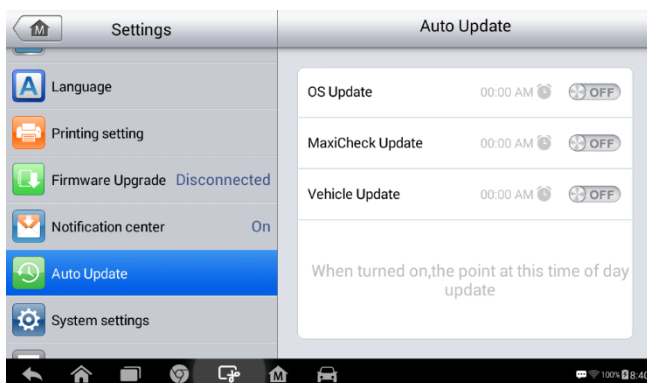 Settings
Auto Update
Language
Printing setting
Firmware Upgrade Disconnected
Notification center On
Auto Update
System settings
OS Update 00:00 AM OFF
MaxiCheck Update 00:00 AM OFF
Vehicle Update 00:00 AM OFF
When turned on,the point at this time of day
update
100% 8:40